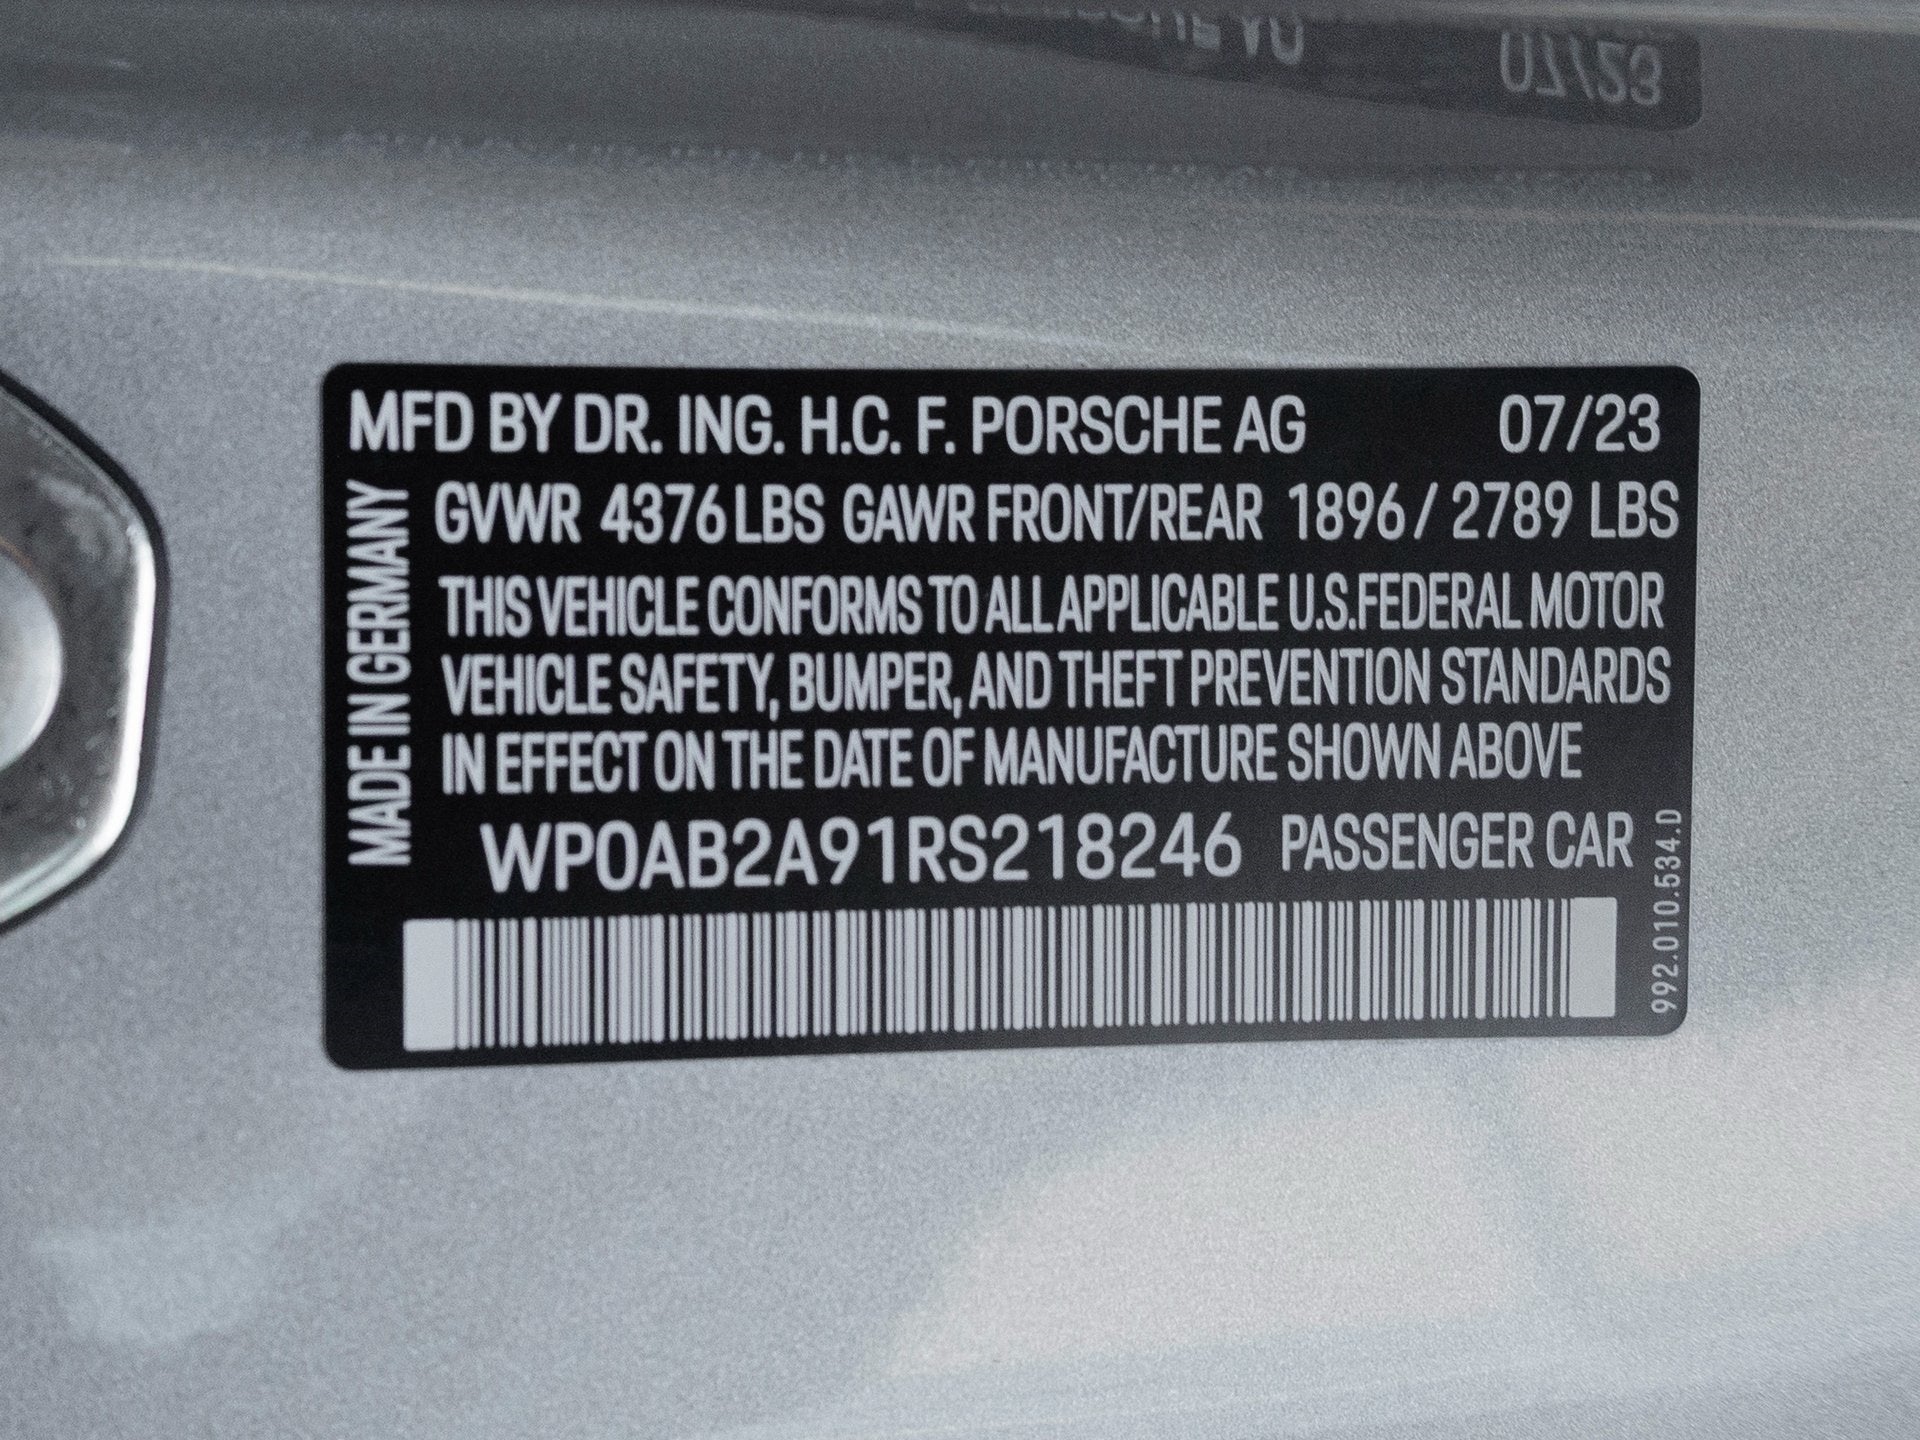 MFD BY DR. ING. H.C. F. PORSCHE AG 07/23
GVWR 4376 LBS GAWR FRONT/REAR 1896 / 2789 LBS
THIS VEHICLE CONFORMS TO ALL APPLICABLE U.S.FEDERAL MOTOR
VEHICLE SAFETY, BUMPER, AND THEFT PREVENTION STANDARDS
IN EFFECT ON THE DATE OF MANUFACTURE SHOWN ABOVE
WP0AB2A91RS218246 PASSENGER CAR
MADE IN GERMANY
992.010.534.D